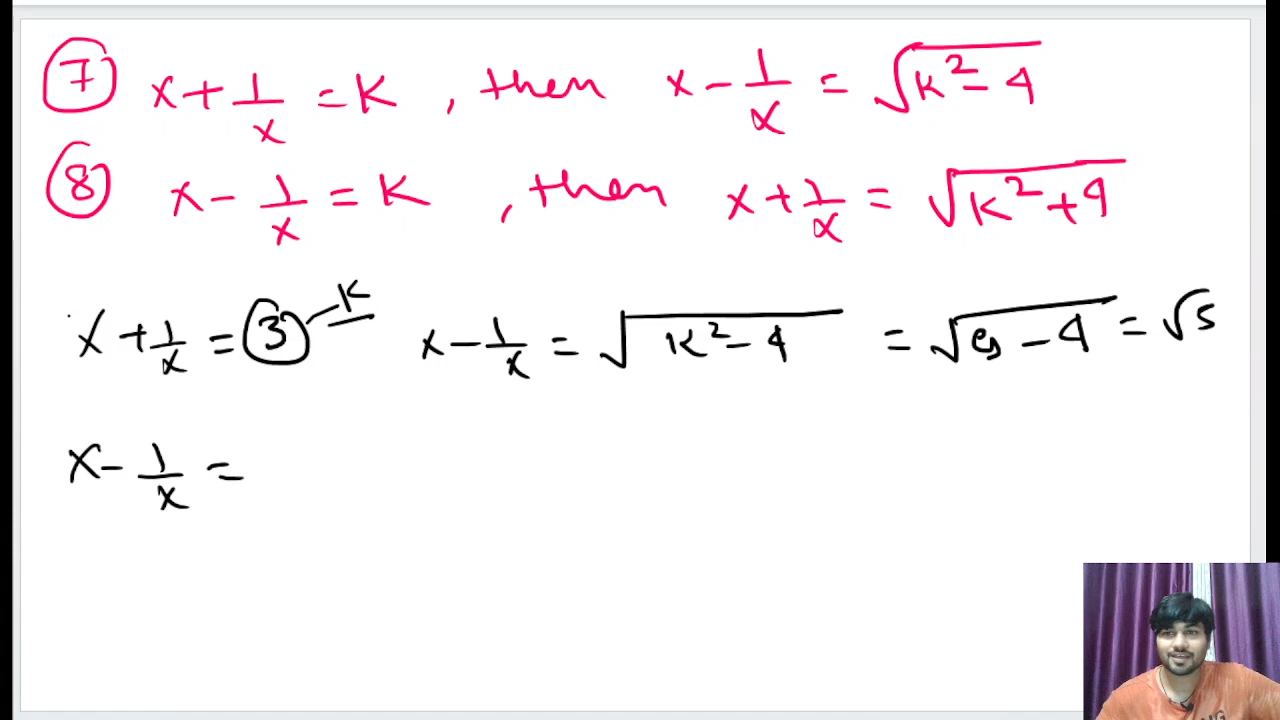 ⑦ x + 1/x = K , then x - 1/x = √(K² - 4)
⑧ x - 1/x = K , then x + 1/x = √(K² + 4)
x + 1/x = ③ K x - 1/x = √(K² - 4) = √(9 - 4) = √5
x - 1/x =